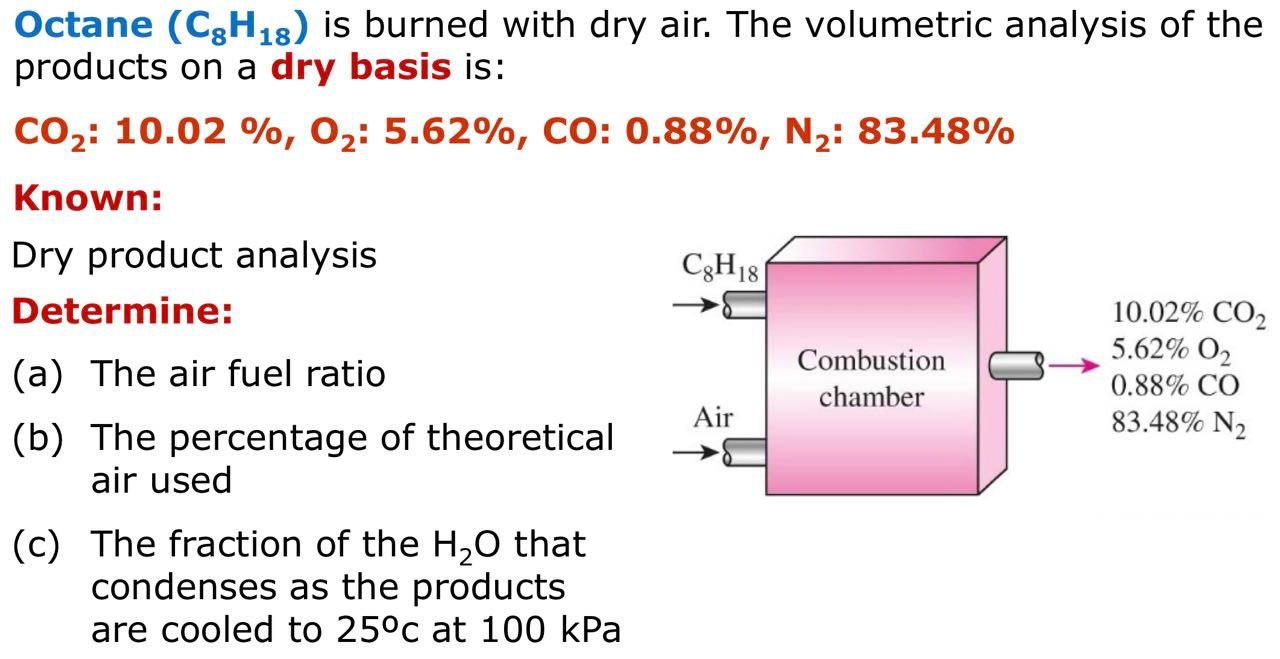 Octane (C₈H₁₈) is burned with dry air. The volumetric analysis of the
products on a dry basis is:
CO₂: 10.02 %, O₂: 5.62%, CO: 0.88%, N₂: 83.48%
Known:
Dry product analysis
Determine:
(a) The air fuel ratio
(b) The percentage of theoretical
air used
(c) The fraction of the H₂O that
condenses as the products
are cooled to 25ºc at 100 kPa
C₈H₁₈
Air
Combustion
chamber
10.02% CO₂
5.62% O₂
0.88% CO
83.48% N₂